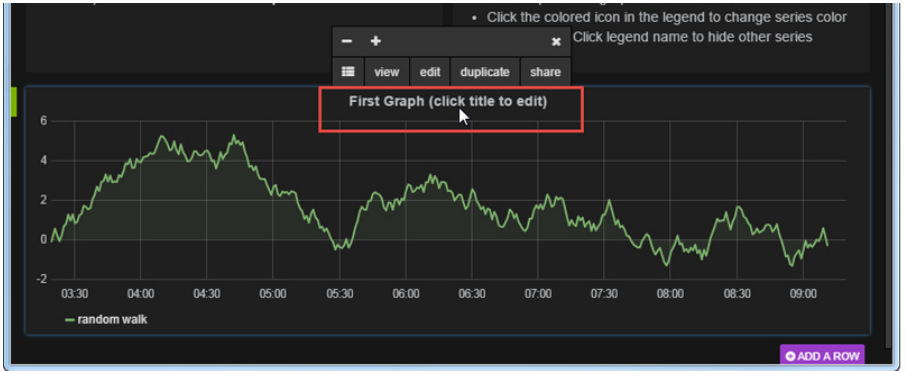 • Click the colored icon in the legend to change series color
Click legend name to hide other series
− + ×
view edit duplicate share
First Graph (click title to edit)
6
4
2
0
-2
03:30 04:00 04:30 05:00 05:30 06:00 06:30 07:00 07:30 08:00 08:30 09:00
random walk
ADD A ROW